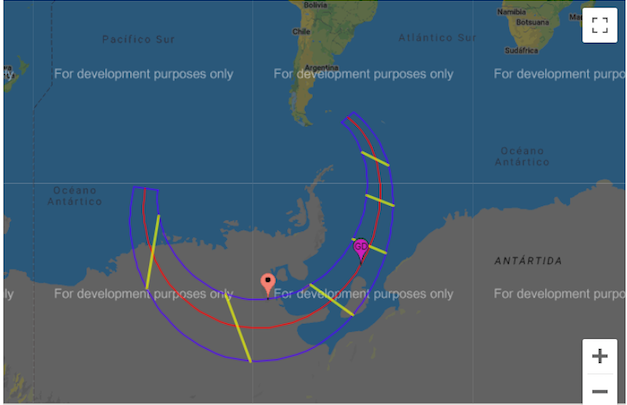 Bolivia
Chile
Argentina
Pacífico Sur
Atlántico Sur
Namibia
Botsuana
Sudáfrica
For development purposes only
For development purposes only
For development purposes only
Océano
Antártico
Océano
Antártico
GD
ANTÁRTIDA
ly
For development purposes only
For development purposes only
For development purposes only
+
−